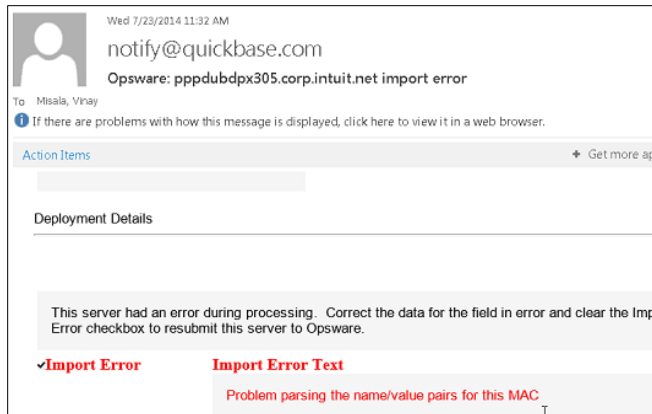 Wed 7/23/2014 11:32 AM
notify@quickbase.com
Opsware: pppdubdpx305.corp.intuit.net import error
To Misala, Vinay
If there are problems with how this message is displayed, click here to view it in a web browser.
Action Items
+ Get more ap
Deployment Details
This server had an error during processing. Correct the data for the field in error and clear the Imp
Error checkbox to resubmit this server to Opsware.
Import Error Import Error Text
Problem parsing the name/value pairs for this MAC